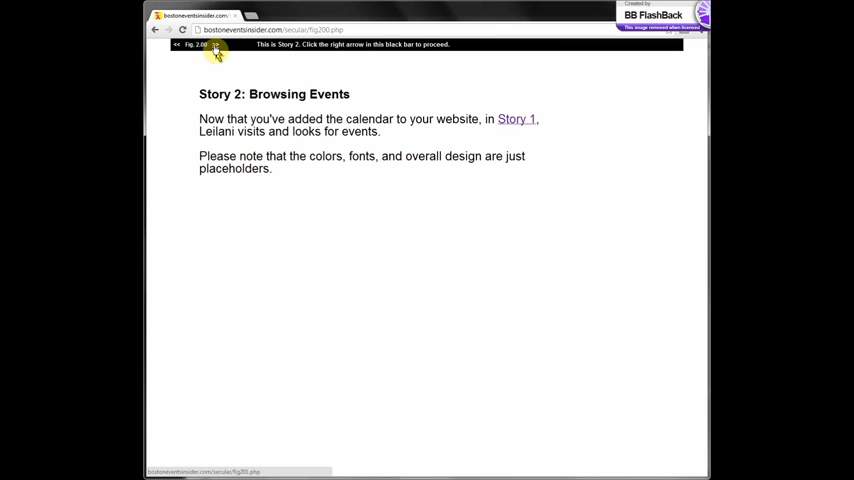 Created by
BB FlashBack
This image removed when licensed
bostoneventsinsider.com/
bostoneventsinsider.com/secular/fig200.php
<< Fig. 2.00 >> This is Story 2. Click the right arrow in this black bar to proceed.
Story 2: Browsing Events
Now that you've added the calendar to your website, in Story 1,
Leilani visits and looks for events.
Please note that the colors, fonts, and overall design are just
placeholders.
bostoneventsinsider.com/secular/fig201.php